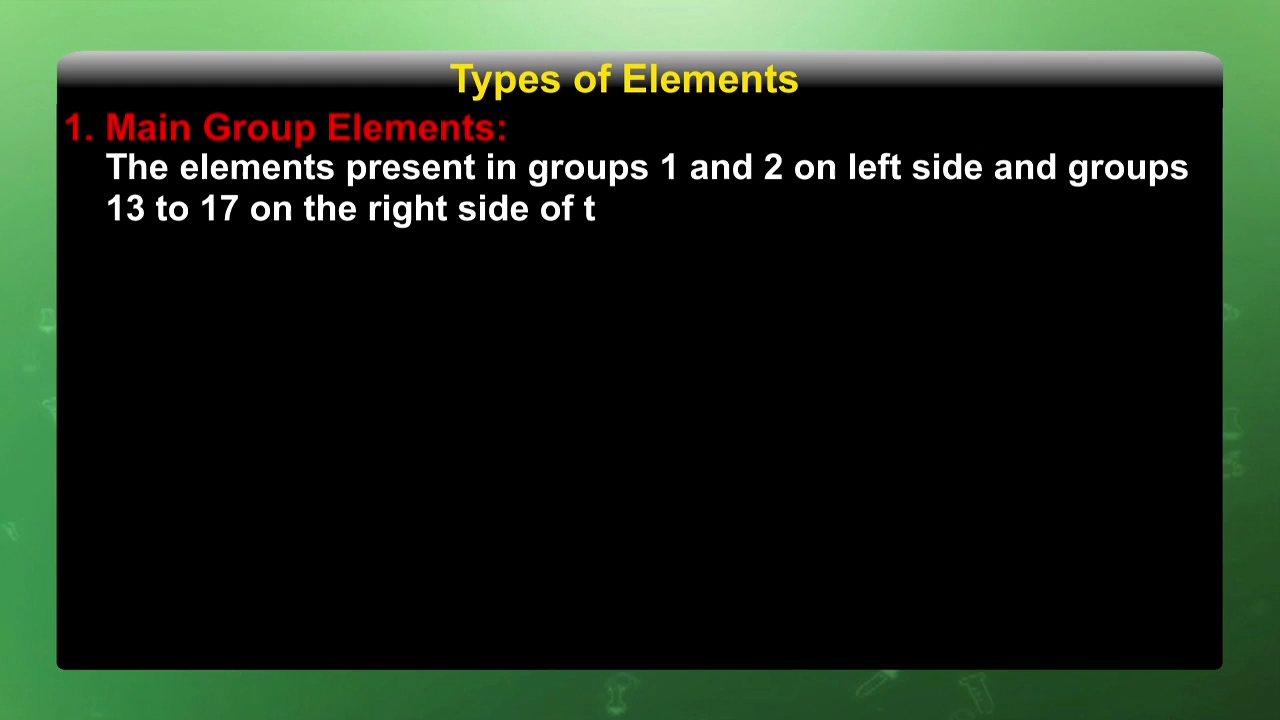 Types of Elements
1. Main Group Elements:
The elements present in groups 1 and 2 on left side and groups
13 to 17 on the right side of t